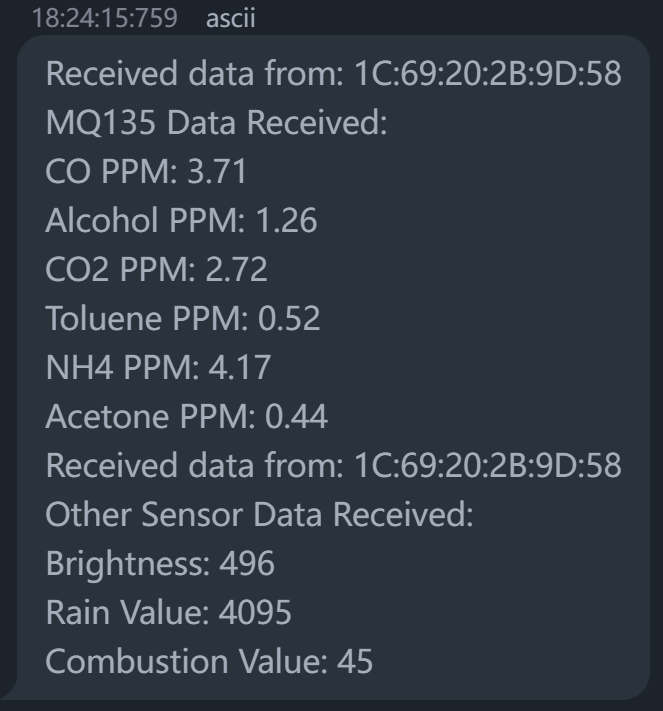 18:24:15:759 ascii
Received data from: 1C:69:20:2B:9D:58
MQ135 Data Received:
CO PPM: 3.71
Alcohol PPM: 1.26
CO2 PPM: 2.72
Toluene PPM: 0.52
NH4 PPM: 4.17
Acetone PPM: 0.44
Received data from: 1C:69:20:2B:9D:58
Other Sensor Data Received:
Brightness: 496
Rain Value: 4095
Combustion Value: 45